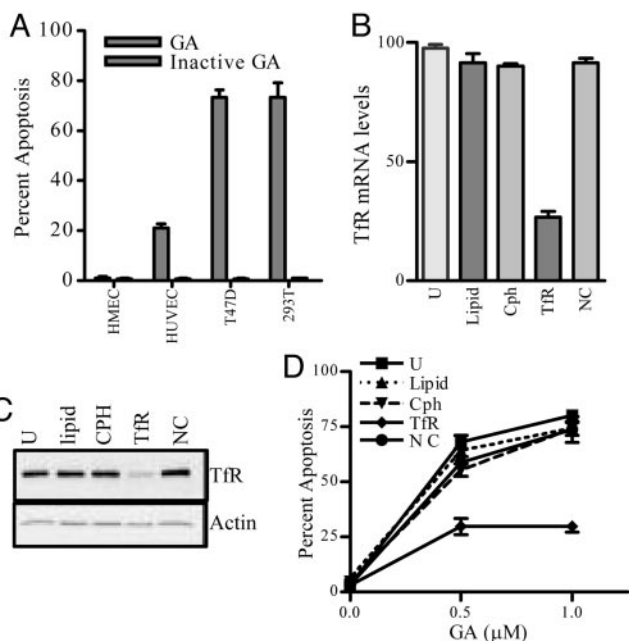 A
GA
Inactive GA
Percent Apoptosis
100
80
60
40
20
0
HMEC
HUVEC
T47D
293T
B
TfR mRNA levels
100
50
0
U
Lipid
Cph
TfR
NC
C
U
lipid
CPH
TfR
NC
TfR
Actin
D
U
Lipid
Cph
TfR
N C
Percent Apoptosis
100
75
50
25
0
0.0
0.5
1.0
GA (μM)